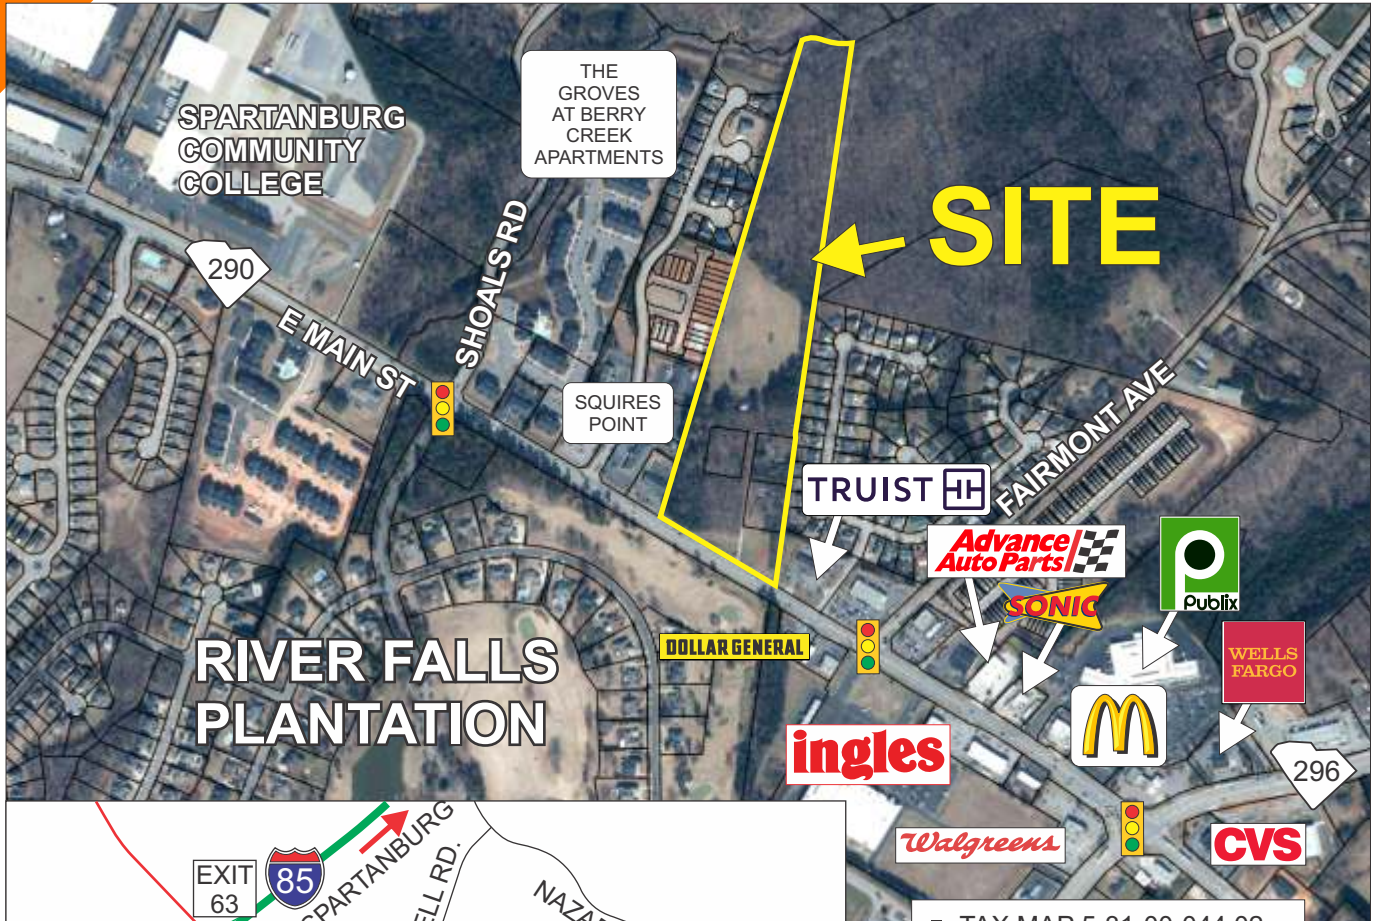 THE
GROVES
AT BERRY
CREEK
APARTMENTS
SPARTANBURG
COMMUNITY
COLLEGE
SITE
290
SHOALS RD
E MAIN ST
SQUIRES
POINT
FAIRMONT AVE
TRUIST
Advance
Auto Parts
SONIC
Publix
DOLLAR GENERAL
WELLS
FARGO
RIVER FALLS
PLANTATION
ingles
296
Walgreens
CVS
EXIT
63
85
SPARTANBURG